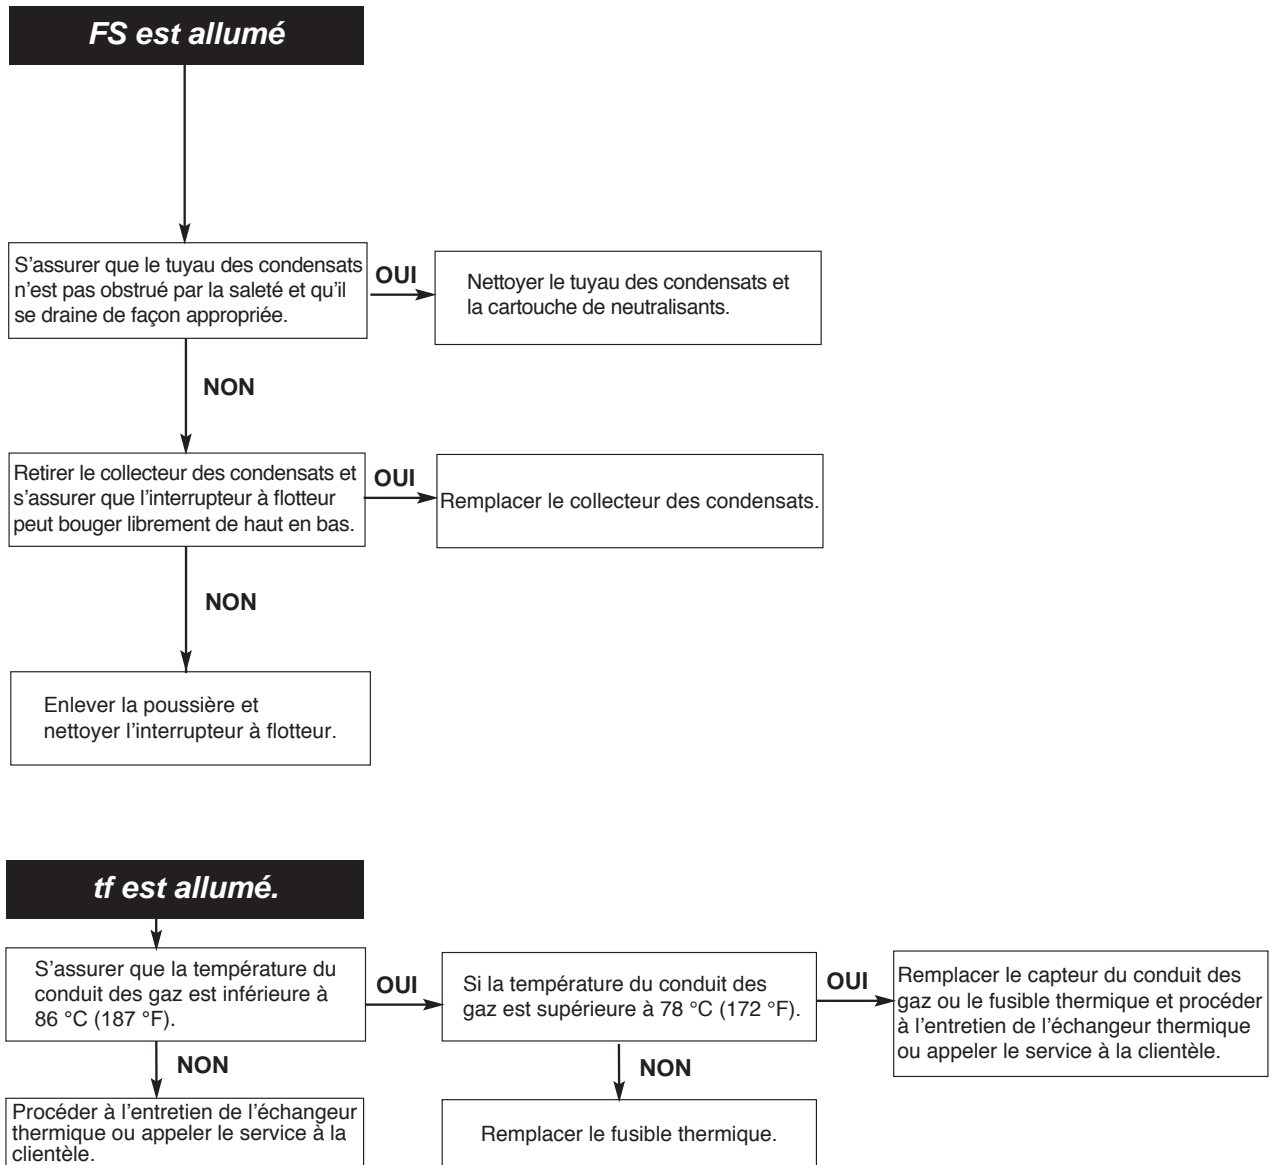 FS est allumé
S'assurer que le tuyau des condensats
n'est pas obstrué par la saleté et qu'il
se draine de façon appropriée.
OUI
Nettoyer le tuyau des condensats et
la cartouche de neutralisants.
NON
Retirer le collecteur des condensats et
s'assurer que l'interrupteur à flotteur
peut bouger librement de haut en bas.
OUI
Remplacer le collecteur des condensats.
NON
Enlever la poussière et
nettoyer l'interrupteur à flotteur.
tf est allumé.
S'assurer que la température du
conduit des gaz est inférieure à
86 °C (187 °F).
OUI
Si la température du conduit des
gaz est supérieure à 78 °C (172 °F).
OUI
Remplacer le capteur du conduit des
gaz ou le fusible thermique et procéder
à l'entretien de l'échangeur thermique
ou appeler le service à la clientèle.
NON
Procéder à l'entretien de l'échangeur
thermique ou appeler le service à la
clientèle.
NON
Remplacer le fusible thermique.